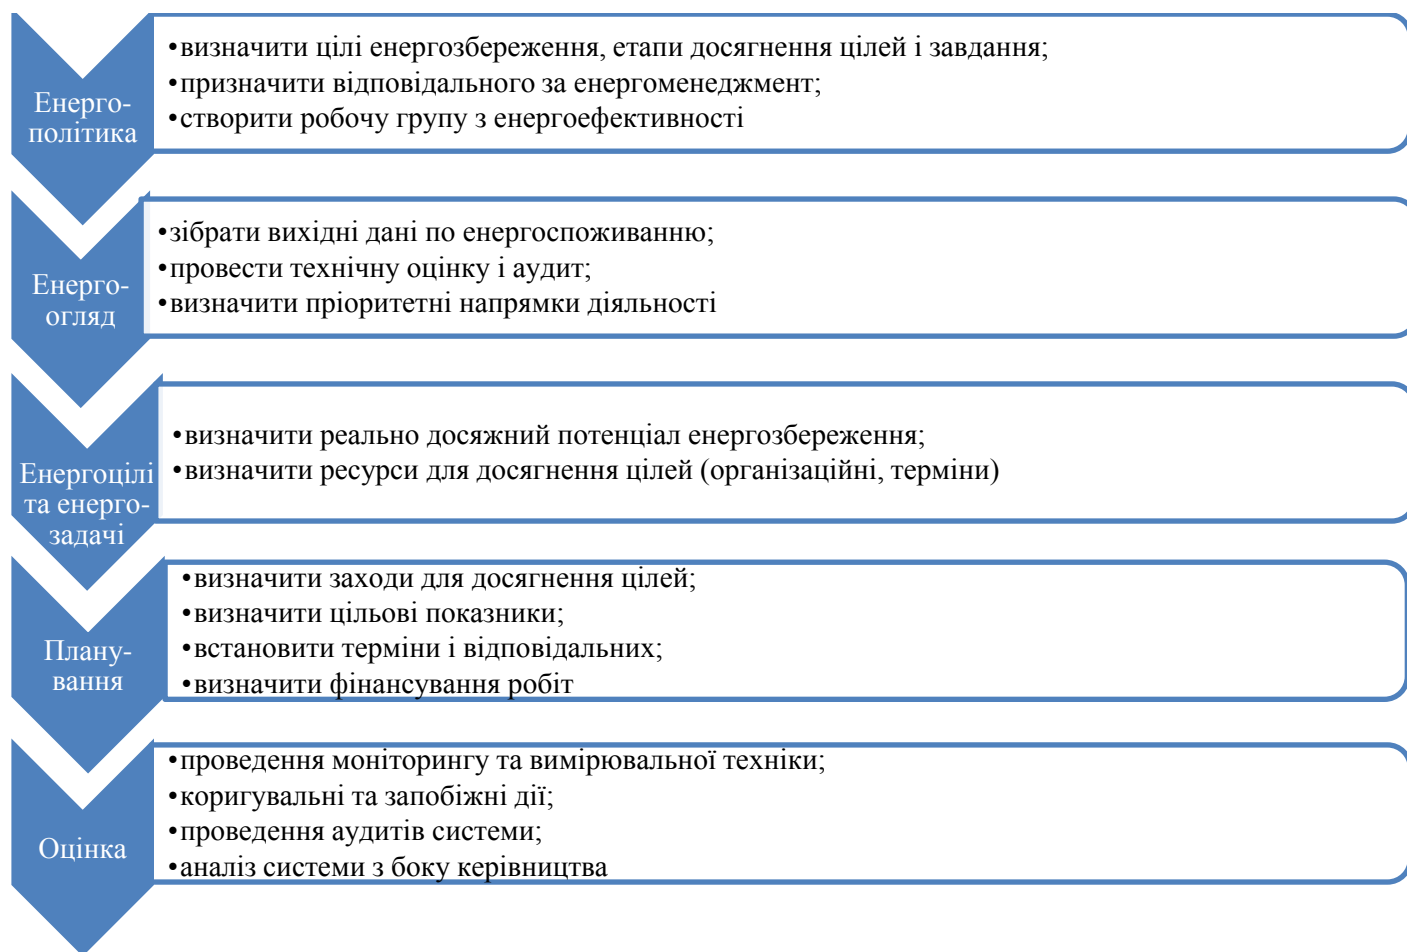 Енерго-
політика
•визначити цілі енергозбереження, етапи досягнення цілей і завдання;
•призначити відповідального за енергоменеджмент;
•створити робочу групу з енергоефективності
Енерго-
огляд
•зібрати вихідні дані по енергоспоживанню;
•провести технічну оцінку і аудит;
•визначити пріоритетні напрямки діяльності
Енергоцілі
та енерго-
задачі
•визначити реально досяжний потенціал енергозбереження;
•визначити ресурси для досягнення цілей (організаційні, терміни)
Плану-
вання
•визначити заходи для досягнення цілей;
•визначити цільові показники;
•встановити терміни і відповідальних;
•визначити фінансування робіт
Оцінка
•проведення моніторингу та вимірювальної техніки;
•коригувальні та запобіжні дії;
•проведення аудитів системи;
•аналіз системи з боку керівництва